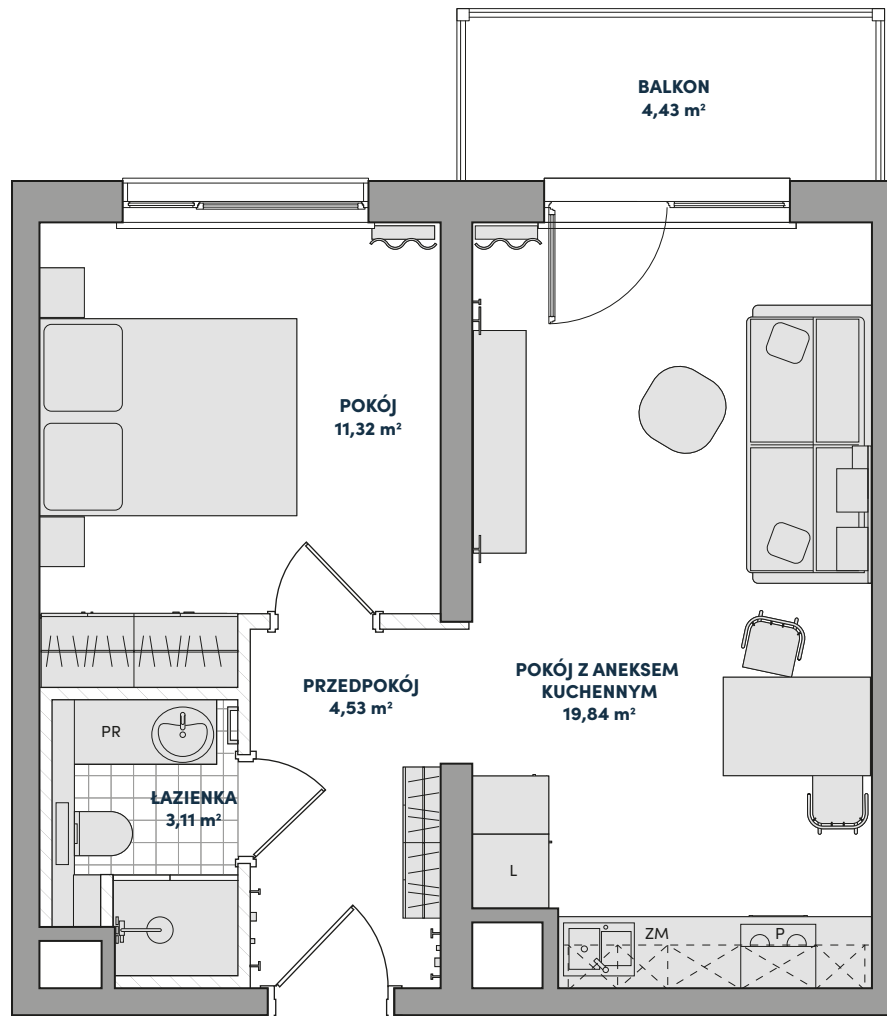 BALKON
4,43 m²
POKÓJ
11,32 m²
PRZEDPOKÓJ
4,53 m²
POKÓJ Z ANEKSEM
KUCHENNYM
19,84 m²
PR
ŁAZIENKA
3,11 m²
L
ZM
P